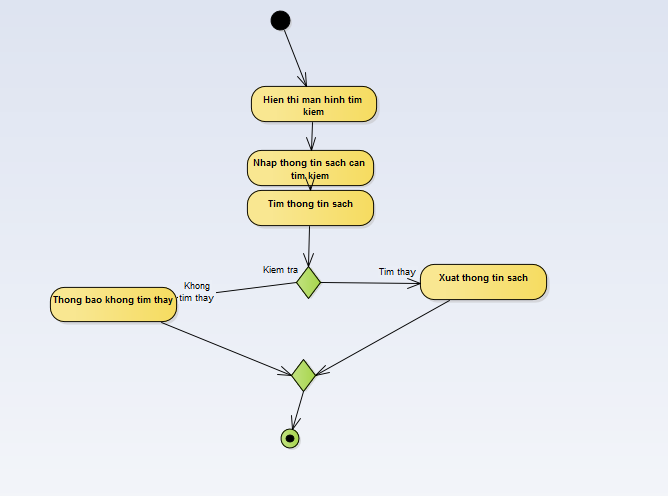 Hien thi man hinh tim
kiem
Nhap thong tin sach can
tim kiem
Tim thong tin sach
Kiem tra
Tim thay
Xuat thong tin sach
Khong
tim thay
Thong bao khong tim thay